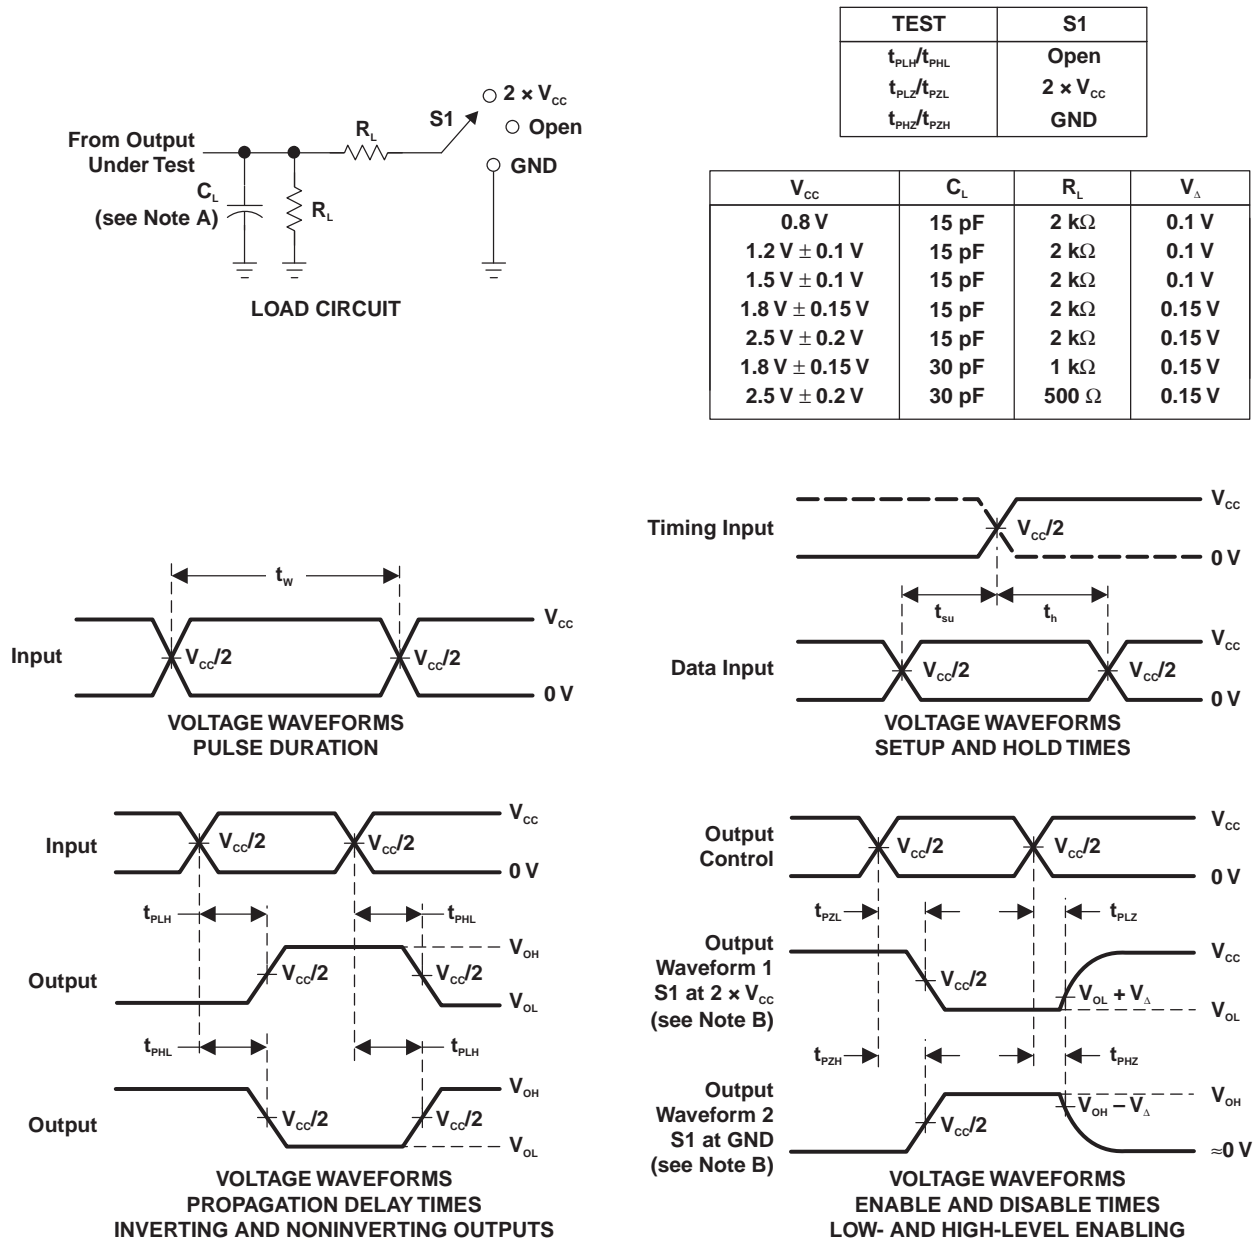 TEST S1
tPLH/tPHL Open
tPLZ/tPZL 2 × VCC
tPHZ/tPZH GND
2 × VCC
S1
Open
RL
From Output
Under Test
GND
CL
(see Note A)
RL
LOAD CIRCUIT
VCC CL RL VΔ
0.8 V 15 pF 2 kΩ 0.1 V
1.2 V ± 0.1 V 15 pF 2 kΩ 0.1 V
1.5 V ± 0.1 V 15 pF 2 kΩ 0.1 V
1.8 V ± 0.15 V 15 pF 2 kΩ 0.15 V
2.5 V ± 0.2 V 15 pF 2 kΩ 0.15 V
1.8 V ± 0.15 V 30 pF 1 kΩ 0.15 V
2.5 V ± 0.2 V 30 pF 500 Ω 0.15 V
tW
VCC
Input
VCC/2
VCC/2
0 V
VOLTAGE WAVEFORMS
PULSE DURATION
VCC
Timing Input
VCC/2
0 V
tsu
th
VCC
Data Input
VCC/2
VCC/2
0 V
VOLTAGE WAVEFORMS
SETUP AND HOLD TIMES
VCC
Input
VCC/2
VCC/2
0 V
tPLH
tPHL
VOH
Output
VCC/2
VCC/2
VOL
tPHL
tPLH
VOH
Output
VCC/2
VCC/2
VOL
VOLTAGE WAVEFORMS
PROPAGATION DELAY TIMES
INVERTING AND NONINVERTING OUTPUTS
VCC
Output
Control
VCC/2
VCC/2
0 V
tPZL
tPLZ
Output
Waveform 1
S1 at 2 × VCC
(see Note B)
VCC
VCC/2
VOL + VΔ
VOL
tPZH
tPHZ
Output
Waveform 2
S1 at GND
(see Note B)
VOH
VOH − VΔ
VCC/2
≈0 V
VOLTAGE WAVEFORMS
ENABLE AND DISABLE TIMES
LOW- AND HIGH-LEVEL ENABLING